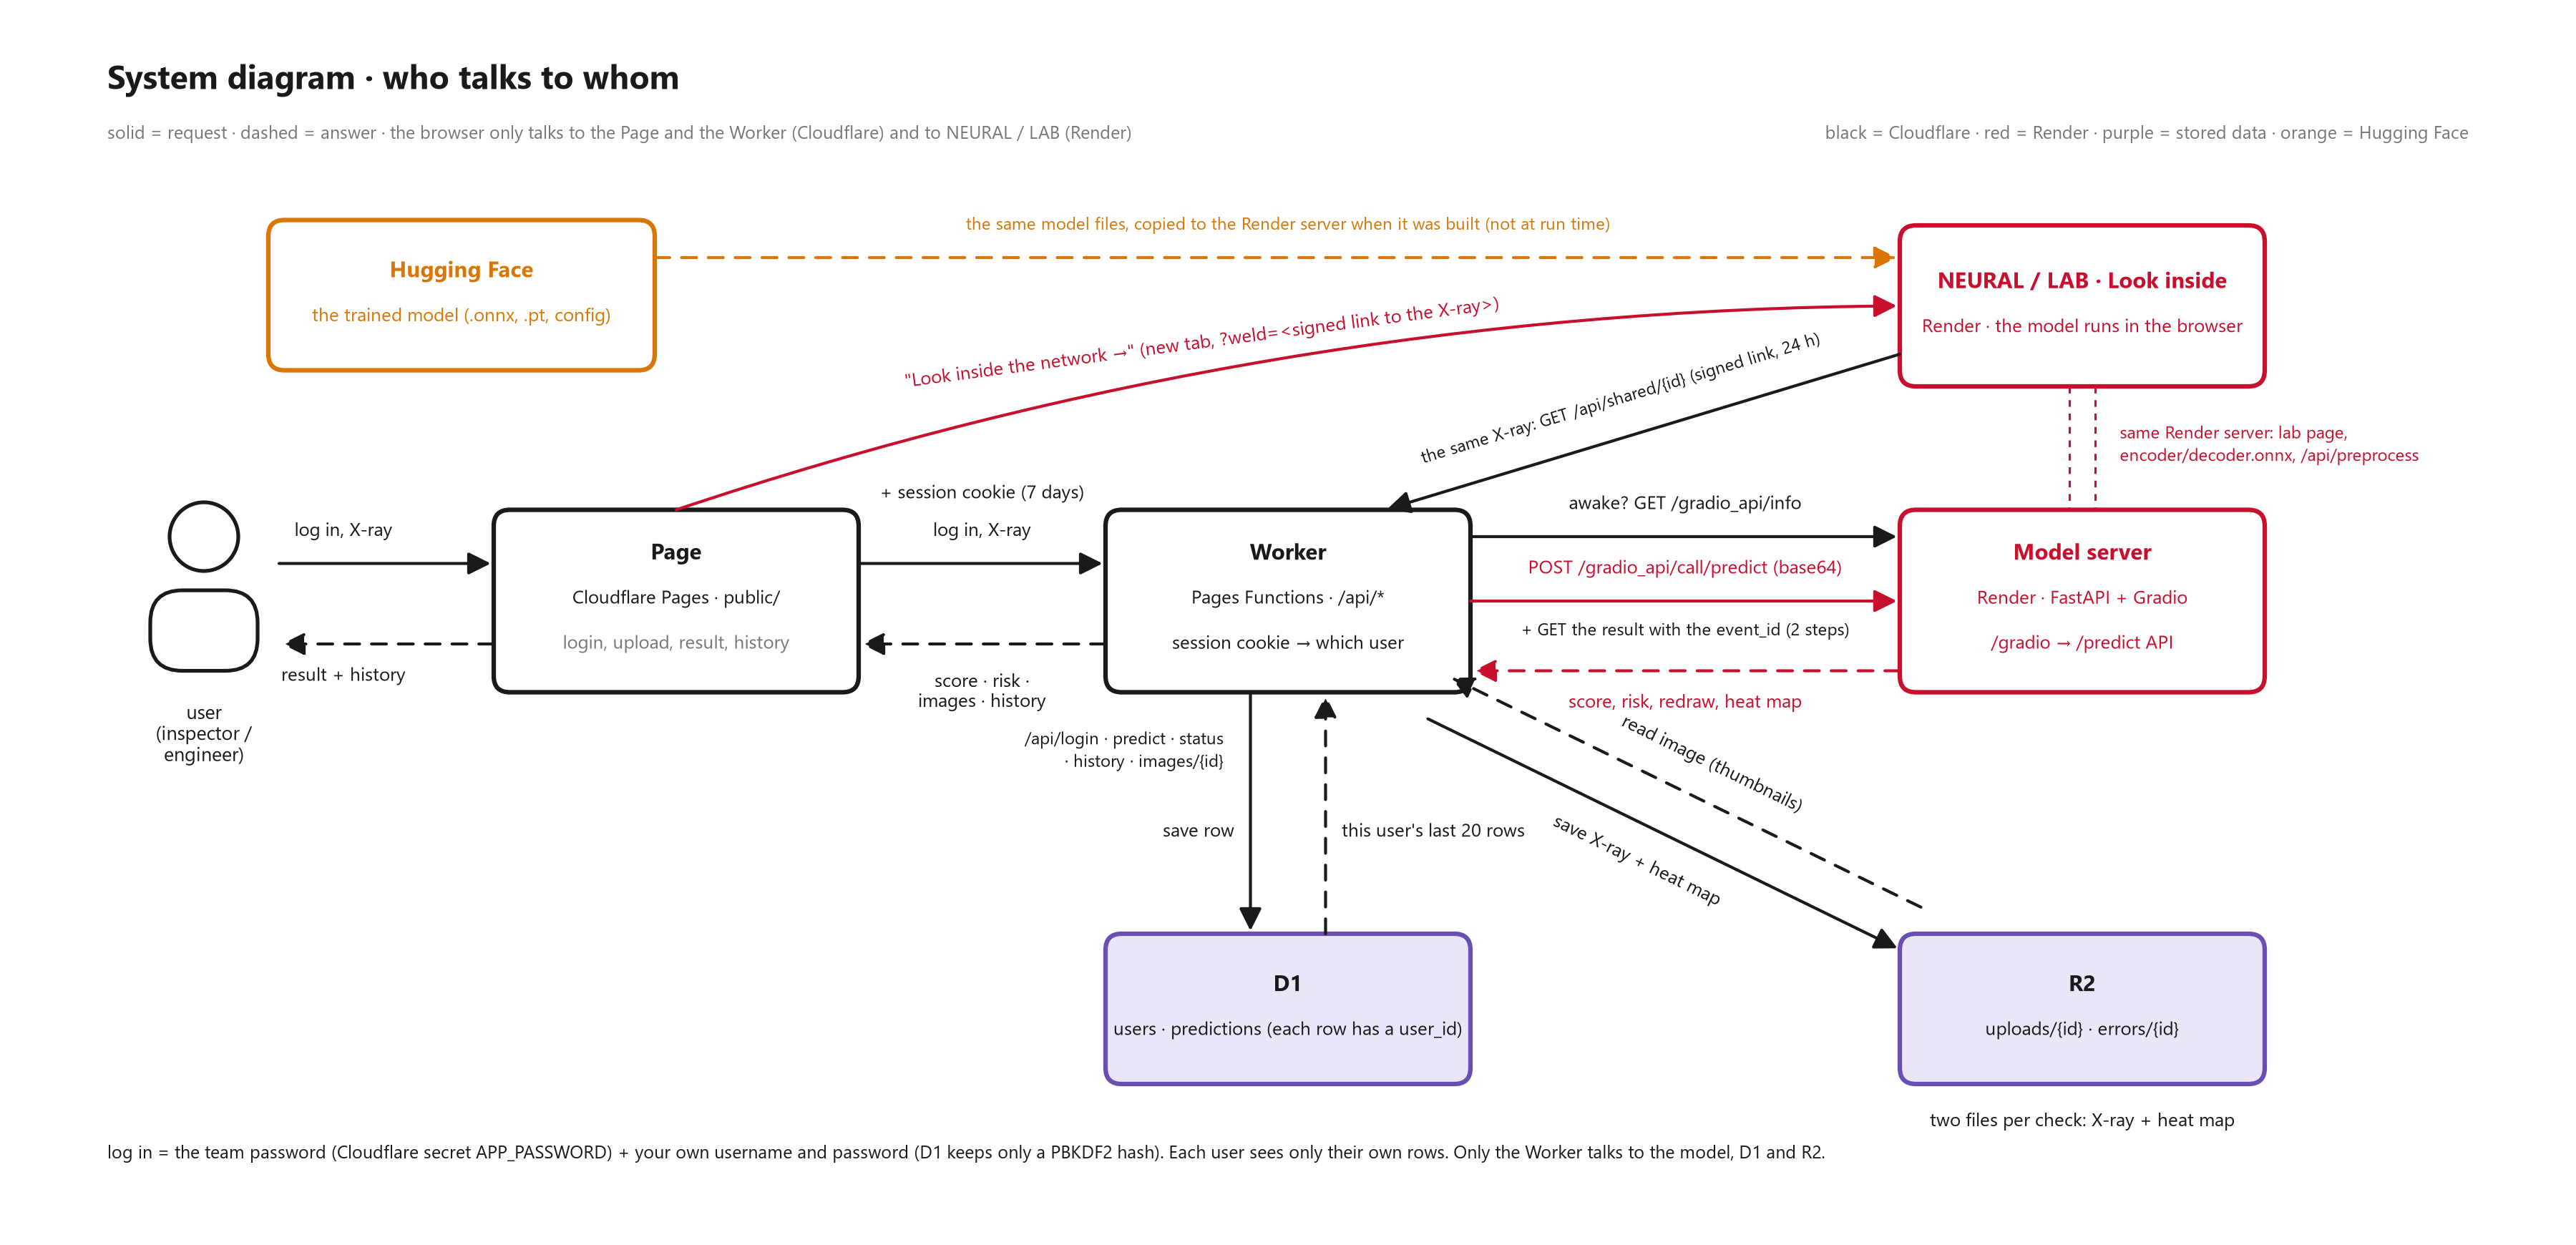 System diagram · who talks to whom
solid = request · dashed = answer · the browser only talks to the Page and the Worker (Cloudflare) and to NEURAL / LAB (Render)
black = Cloudflare · red = Render · purple = stored data · orange = Hugging Face
the same model files, copied to the Render server when it was built (not at run time)
Hugging Face
the trained model (.onnx, .pt, config)
NEURAL / LAB · Look inside
Render · the model runs in the browser
"Look inside the network →" (new tab, ?weld=<signed link to the X-ray>)
the same X-ray: GET /api/shared/{id} (signed link, 24 h)
same Render server: lab page,
encoder/decoder.onnx, /api/preprocess
log in, X-ray
result + history
user
(inspector /
engineer)
Page
Cloudflare Pages · public/
login, upload, result, history
+ session cookie (7 days)
log in, X-ray
score · risk ·
images · history
Worker
Pages Functions · /api/*
session cookie → which user
awake? GET /gradio_api/info
POST /gradio_api/call/predict (base64)
+ GET the result with the event_id (2 steps)
score, risk, redraw, heat map
Model server
Render · FastAPI + Gradio
/gradio → /predict API
/api/login · predict · status
· history · images/{id}
save row
this user's last 20 rows
read image (thumbnails)
save X-ray + heat map
D1
users · predictions (each row has a user_id)
R2
uploads/{id} · errors/{id}
two files per check: X-ray + heat map
log in = the team password (Cloudflare secret APP_PASSWORD) + your own username and password (D1 keeps only a PBKDF2 hash). Each user sees only their own rows. Only the Worker talks to the model, D1 and R2.